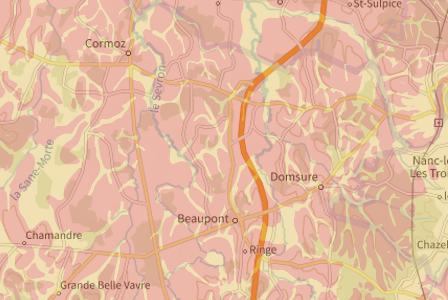 St-Sulpice
Cormoz
le Sevron
la Sane-Morte
Nanc-le
Les Tro
Domsure
Beaupont
Chamandre
Ringe
Chazel
Grande Belle Vavre